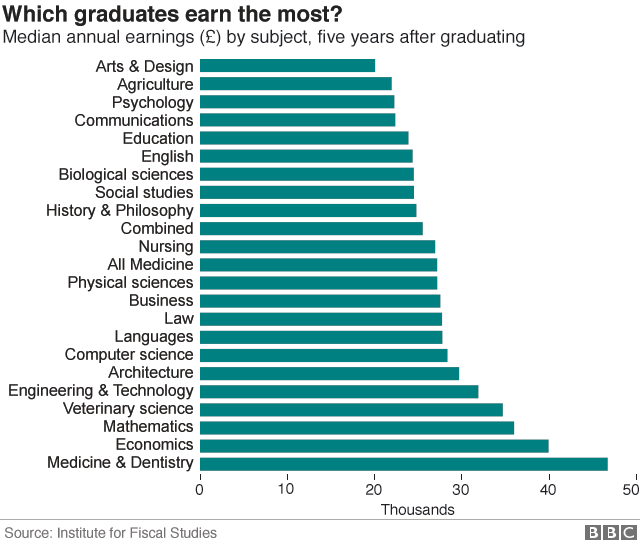 Which graduates earn the most?
Median annual earnings (£) by subject, five years after graduating
Arts & Design
Agriculture
Psychology
Communications
Education
English
Biological sciences
Social studies
History & Philosophy
Combined
Nursing
All Medicine
Physical sciences
Business
Law
Languages
Computer science
Architecture
Engineering & Technology
Veterinary science
Mathematics
Economics
Medicine & Dentistry
0 10 20 30 40 50
Thousands
Source: Institute for Fiscal Studies
BBC